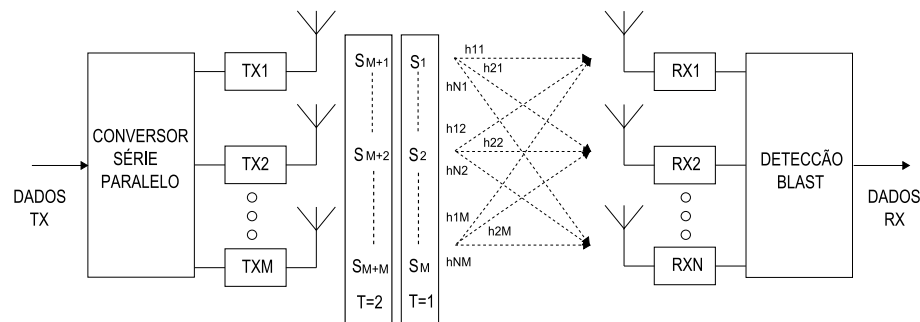 DADOS
TX
CONVERSOR
SÉRIE
PARALELO
TX1
TX2
TXM
SM+1
SM+2
SM+M
T=2
S1
S2
SM
T=1
h11
h21
hN1
h12
h22
hN2
h1M
h2M
hNM
RX1
RX2
RXN
DETECCÃO
BLAST
DADOS
RX